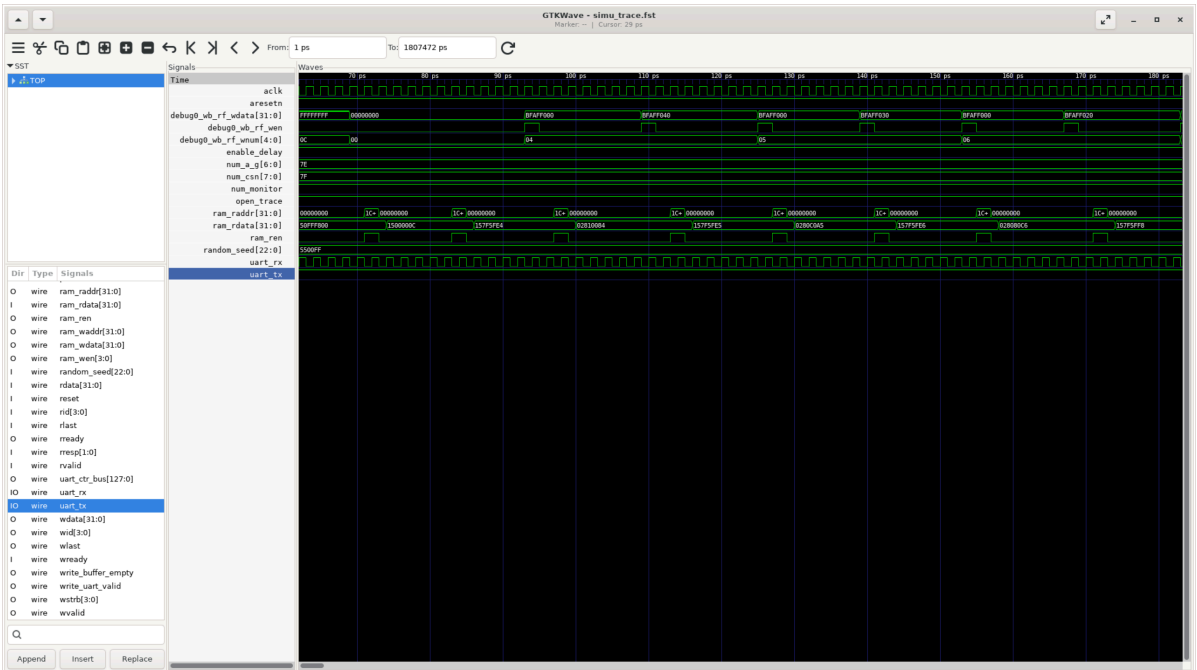 GTKWave - simu_trace.fst
Marker: -- | Cursor: 29 ps
From: 1 ps To: 1807472 ps
SST
TOP
Signals
Waves
Time
70 ps 80 ps 90 ps 100 ps 110 ps 120 ps 130 ps 140 ps 150 ps 160 ps 170 ps 180 ps
aclk
aresetn
debug0_wb_rf_wdata[31:0] FFFFFFFF 00000000 BFAFF000 BFAFF040 BFAFF000 BFAFF030 BFAFF000 BFAFF020
debug0_wb_rf_wen
debug0_wb_rf_wnum[4:0] 0C 00 04 05 06
enable_delay
num_a_g[6:0] 7E
num_csn[7:0] 7F
num_monitor
open_trace
ram_raddr[31:0] 00000000 1C+ 00000000 1C+ 00000000 1C+ 00000000 1C+ 00000000 1C+ 00000000 1C+ 00000000 1C+ 00000000 1C+ 00000000
ram_rdata[31:0] 50FFF800 1500000C 157F5FE4 02810084 157F5FE5 0280C0A5 157F5FE6 028080C6 157F5FF8
ram_ren
random_seed[22:0] 5500FF
uart_rx
uart_tx
Dir Type Signals
O wire ram_raddr[31:0]
I wire ram_rdata[31:0]
O wire ram_ren
O wire ram_waddr[31:0]
O wire ram_wdata[31:0]
O wire ram_wen[3:0]
I wire random_seed[22:0]
I wire rdata[31:0]
I wire reset
I wire rid[3:0]
I wire rlast
O wire rready
I wire rresp[1:0]
I wire rvalid
O wire uart_ctr_bus[127:0]
IO wire uart_rx
IO wire uart_tx
O wire wdata[31:0]
O wire wid[3:0]
O wire wlast
I wire wready
O wire write_buffer_empty
O wire write_uart_valid
O wire wstrb[3:0]
O wire wvalid
Append Insert Replace